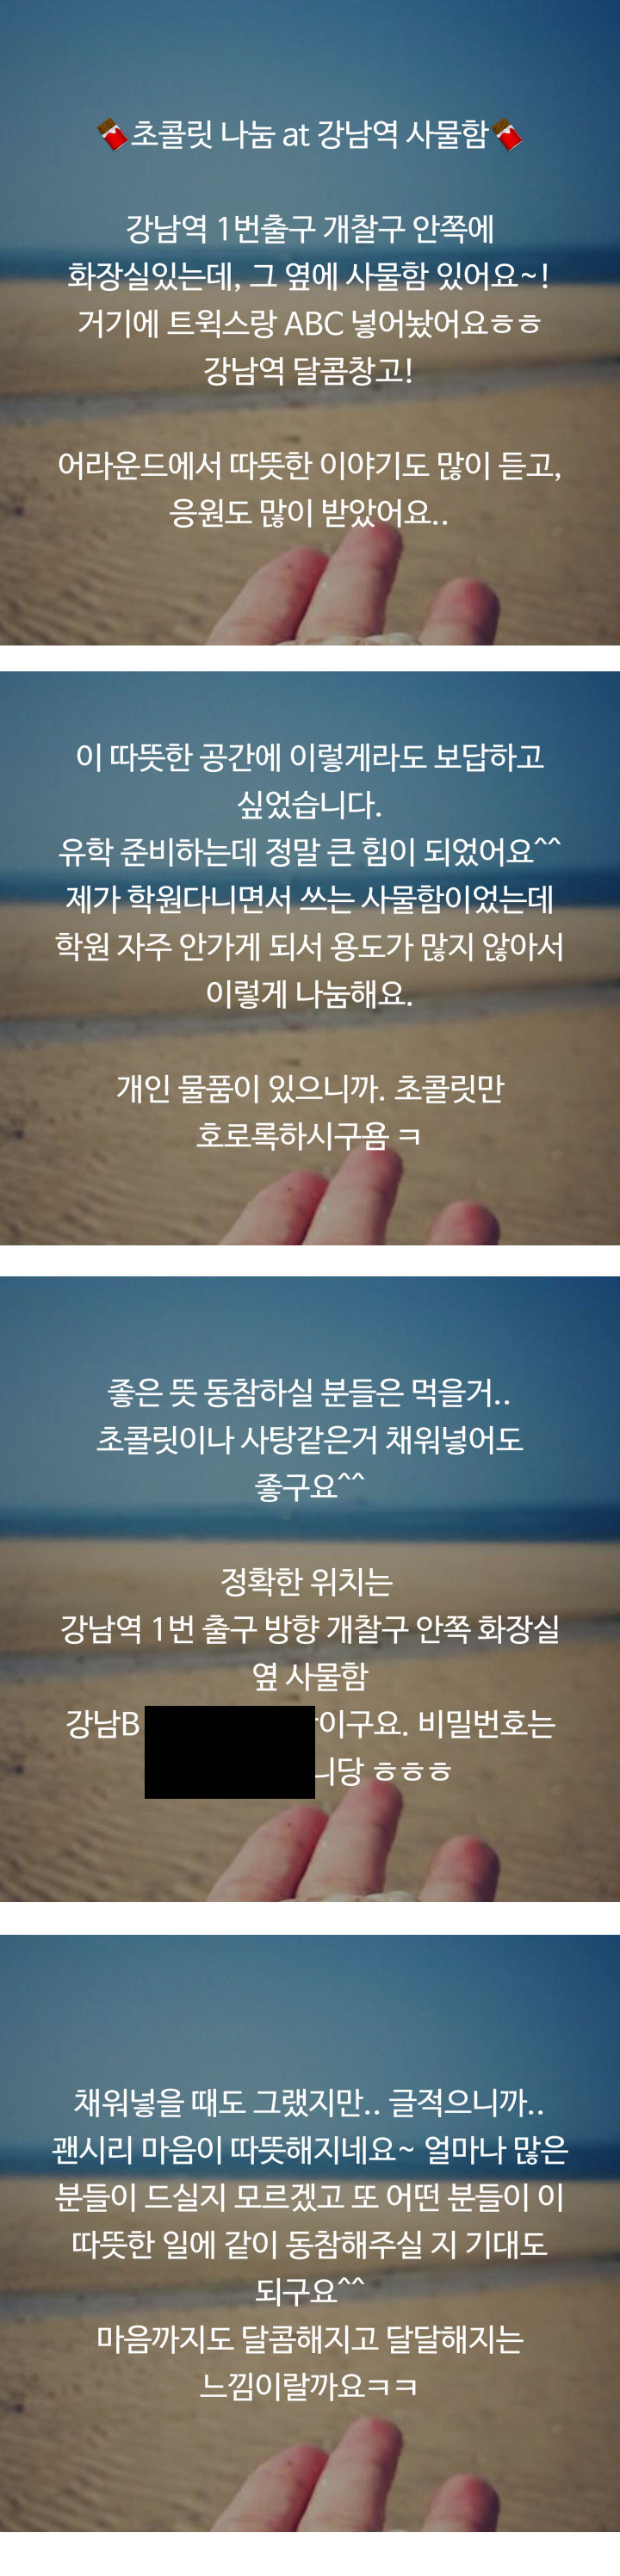 초콜릿 나눔 at 강남역 사물함
강남역 1번출구 개찰구 안쪽에
화장실있는데, 그 옆에 사물함 있어요~!
거기에 트윅스랑 ABC 넣어놨어요ㅎㅎ
강남역 달콤창고!
어라운드에서 따뜻한 이야기도 많이 듣고,
응원도 많이 받았어요..
이 따뜻한 공간에 이렇게라도 보답하고
싶었습니다.
유학 준비하는데 정말 큰 힘이 되었어요^^
제가 학원다니면서 쓰는 사물함이었는데
학원 자주 안가게 되서 용도가 많지 않아서
이렇게 나눔해요.
개인 물품이 있으니까. 초콜릿만
호로록하시구욤 ㅋ
좋은 뜻 동참하실 분들은 먹을거..
초콜릿이나 사탕같은거 채워넣어도
좋구요^^
정확한 위치는
강남역 1번 출구 방향 개찰구 안쪽 화장실
옆 사물함
강남B 이구요. 비밀번호는
니당 ㅎㅎㅎ
채워넣을 때도 그랬지만.. 글적으니까..
괜시리 마음이 따뜻해지네요~ 얼마나 많은
분들이 드실지 모르겠고 또 어떤 분들이 이
따뜻한 일에 같이 동참해주실 지 기대도
되구요^^
마음까지도 달콤해지고 달달해지는
느낌이랄까요ㅋㅋ